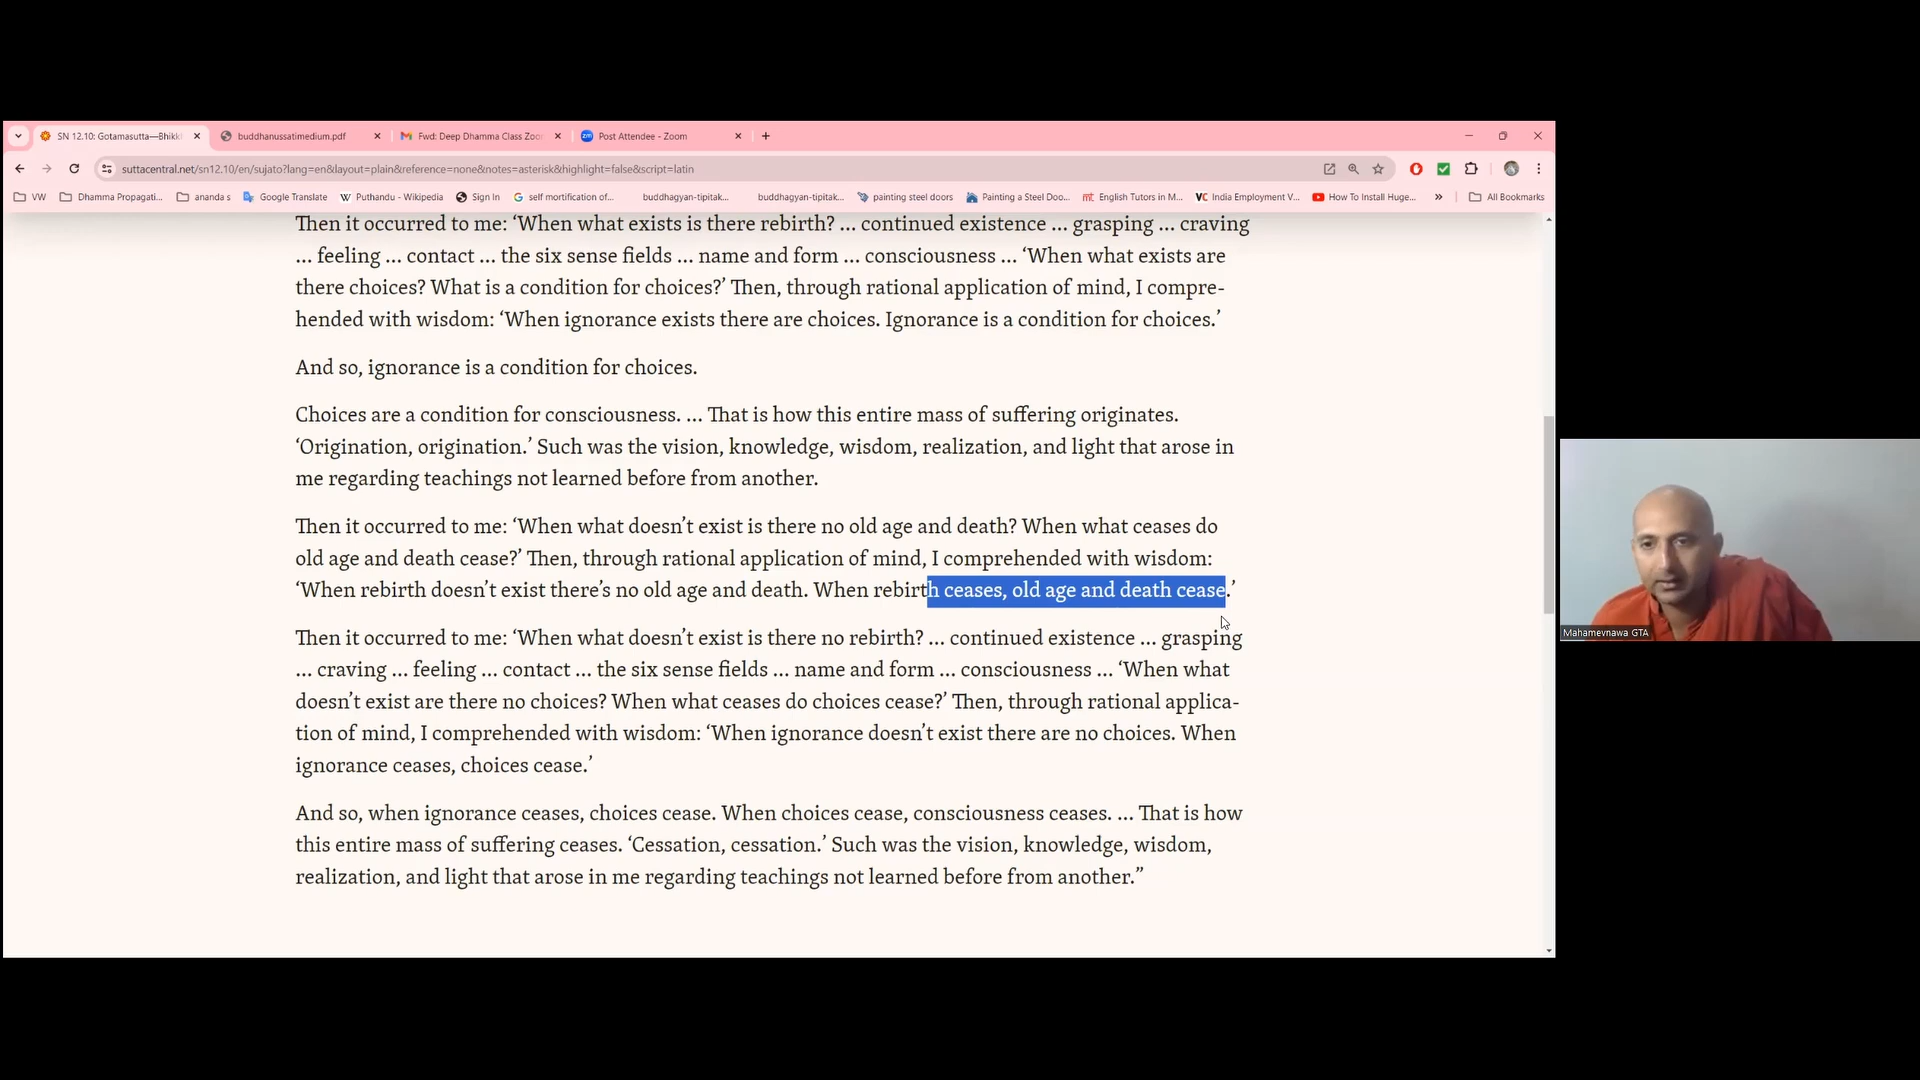 SN 12.10: Gotamasutta—Bhikkh
buddhanussatimedium.pdf
Fwd: Deep Dhamma Class Zoo
Post Attendee - Zoom
suttacentral.net/sn12.10/en/sujato?lang=en&layout=plain&reference=none&notes=asterisk&highlight=false&script=latin
VW
Dhamma Propagati...
ananda s
Google Translate
Puthandu - Wikipedia
Sign In
self mortification of...
buddhagyan-tipitak...
buddhagyan-tipitak...
painting steel doors
Painting a Steel Doo...
English Tutors in M...
India Employment V...
How To Install Huge...
»
All Bookmarks
Then it occurred to me: ‘When what exists is there rebirth? … continued existence … grasping … craving
… feeling … contact … the six sense fields … name and form … consciousness … ‘When what exists are
there choices? What is a condition for choices?’ Then, through rational application of mind, I compre-
hended with wisdom: ‘When ignorance exists there are choices. Ignorance is a condition for choices.’
And so, ignorance is a condition for choices.
Choices are a condition for consciousness. … That is how this entire mass of suffering originates.
‘Origination, origination.’ Such was the vision, knowledge, wisdom, realization, and light that arose in
me regarding teachings not learned before from another.
Then it occurred to me: ‘When what doesn’t exist is there no old age and death? When what ceases do
old age and death cease?’ Then, through rational application of mind, I comprehended with wisdom:
‘When rebirth doesn’t exist there’s no old age and death. When rebirth ceases, old age and death cease.’
Then it occurred to me: ‘When what doesn’t exist is there no rebirth? … continued existence … grasping
… craving … feeling … contact … the six sense fields … name and form … consciousness … ‘When what
doesn’t exist are there no choices? When what ceases do choices cease?’ Then, through rational applica-
tion of mind, I comprehended with wisdom: ‘When ignorance doesn’t exist there are no choices. When
ignorance ceases, choices cease.’
And so, when ignorance ceases, choices cease. When choices cease, consciousness ceases. … That is how
this entire mass of suffering ceases. ‘Cessation, cessation.’ Such was the vision, knowledge, wisdom,
realization, and light that arose in me regarding teachings not learned before from another.”
Mahamevnawa GTA